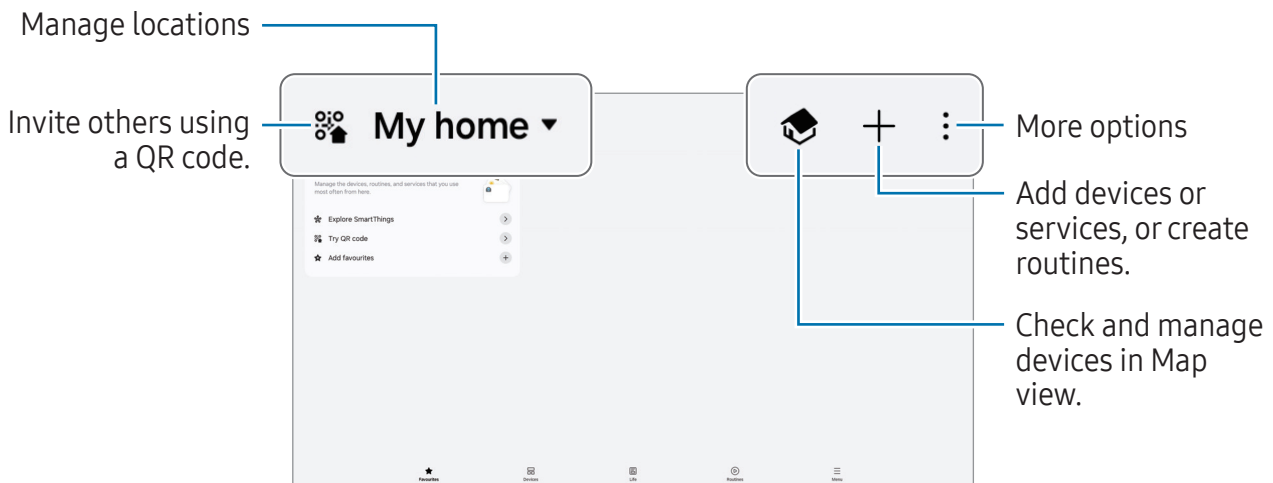 Manage locations
Invite others using
a QR code.
My home
More options
Add devices or
services, or create
routines.
Check and manage
devices in Map
view.
Manage the devices, routines, and services that you use
most often from here.
Explore SmartThings
Try QR code
Add favourites
Favourites
Devices
Life
Routines
Menu